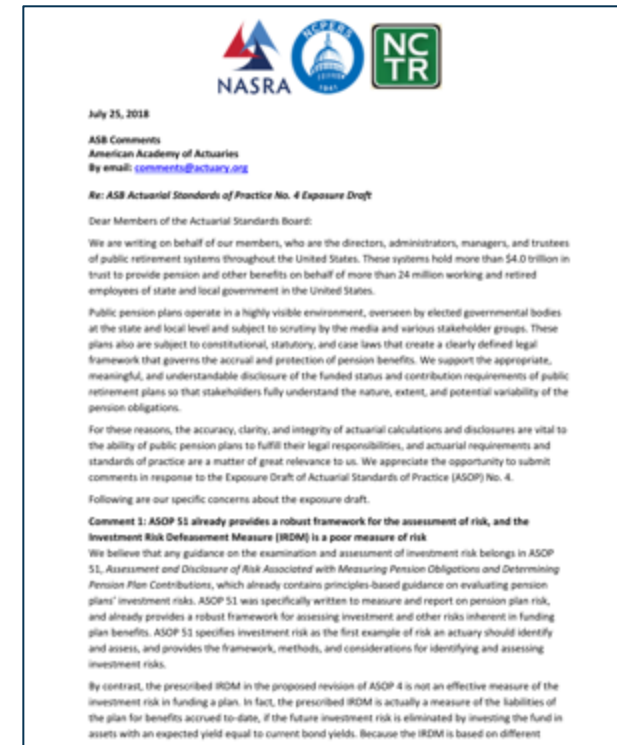 NASRA
NCPERS
1941
NC
TR
July 25, 2018
ASB Comments
American Academy of Actuaries
By email: comments@actuary.org
Re: ASB Actuarial Standards of Practice No. 4 Exposure Draft
Dear Members of the Actuarial Standards Board:
We are writing on behalf of our members, who are the directors, administrators, managers, and trustees
of public retirement systems throughout the United States. These systems hold more than $4.0 trillion in
trust to provide pension and other benefits on behalf of more than 24 million working and retired
employees of state and local government in the United States.
Public pension plans operate in a highly visible environment, overseen by elected governmental bodies
at the state and local level and subject to scrutiny by the media and various stakeholder groups. These
plans also are subject to constitutional, statutory, and case laws that create a clearly defined legal
framework that governs the accrual and protection of pension benefits. We support the appropriate,
meaningful, and understandable disclosure of the funded status and contribution requirements of public
retirement plans so that stakeholders fully understand the nature, extent, and potential variability of the
pension obligations.
For these reasons, the accuracy, clarity, and integrity of actuarial calculations and disclosures are vital to
the ability of public pension plans to fulfill their legal responsibilities, and actuarial requirements and
standards of practice are a matter of great relevance to us. We appreciate the opportunity to submit
comments in response to the Exposure Draft of Actuarial Standards of Practice (ASOP) No. 4.
Following are our specific concerns about the exposure draft.
Comment 1: ASOP 51 already provides a robust framework for the assessment of risk, and the
Investment Risk Defeasement Measure (IRDM) is a poor measure of risk
We believe that any guidance on the examination and assessment of investment risk belongs in ASOP
51, Assessment and Disclosure of Risk Associated with Measuring Pension Obligations and Determining
Pension Plan Contributions, which already contains principles-based guidance on evaluating pension
plans' investment risks. ASOP 51 was specifically written to measure and report on pension plan risk,
and already provides a robust framework for assessing investment and other risks inherent in funding
plan benefits. ASOP 51 specifies investment risk as the first example of risk an actuary should identify
and assess, and provides the framework, methods, and considerations for identifying and assessing
investment risks.
By contrast, the prescribed IRDM in the proposed revision of ASOP 4 is not an effective measure of the
investment risk in funding a plan. In fact, the prescribed IRDM is actually a measure of the liabilities of
the plan for benefits accrued to-date, if the future investment risk is eliminated by investing the fund in
assets with an expected yield equal to current bond yields. Because the IRDM is based on different